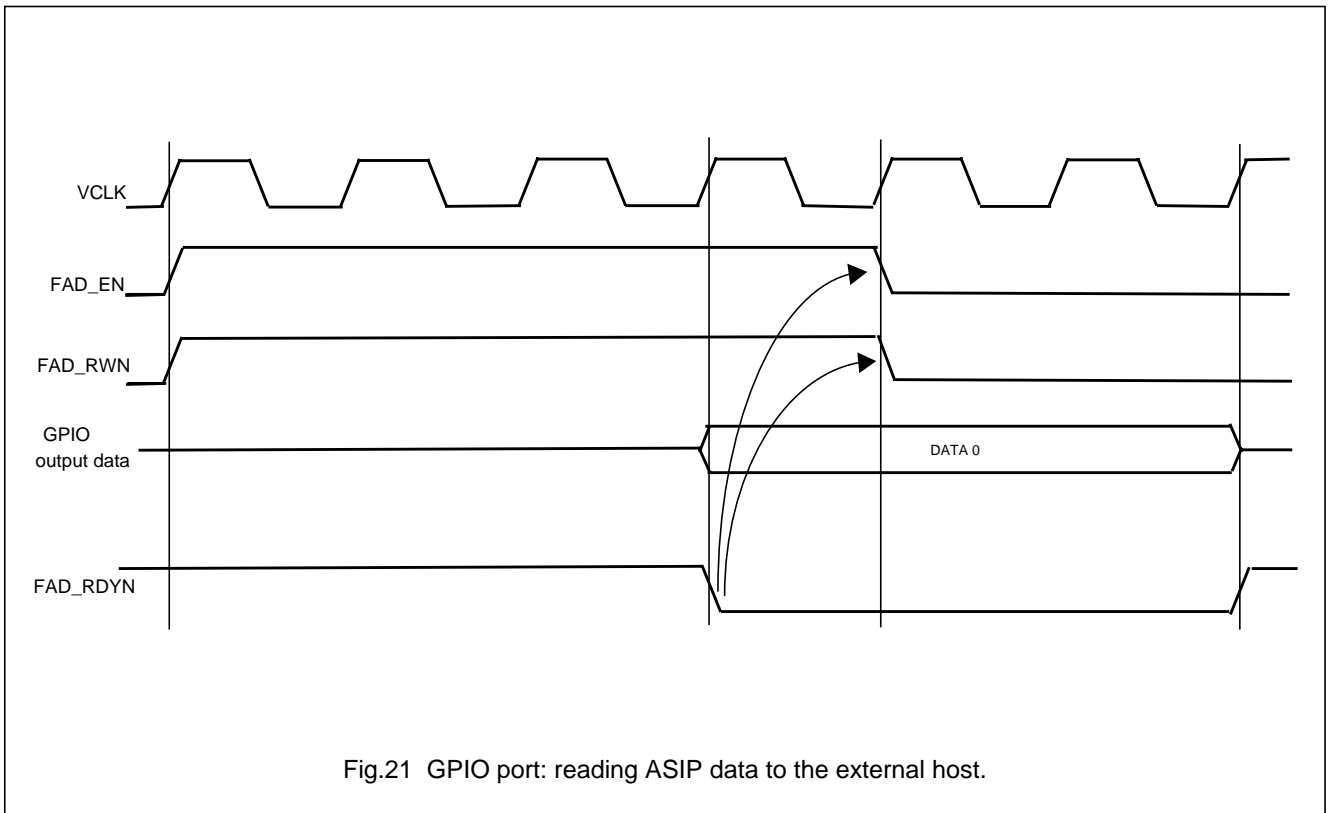 VCLK
FAD_EN
FAD_RWN
GPIO
output data
DATA 0
FAD_RDYN
Fig.21 GPIO port: reading ASIP data to the external host.